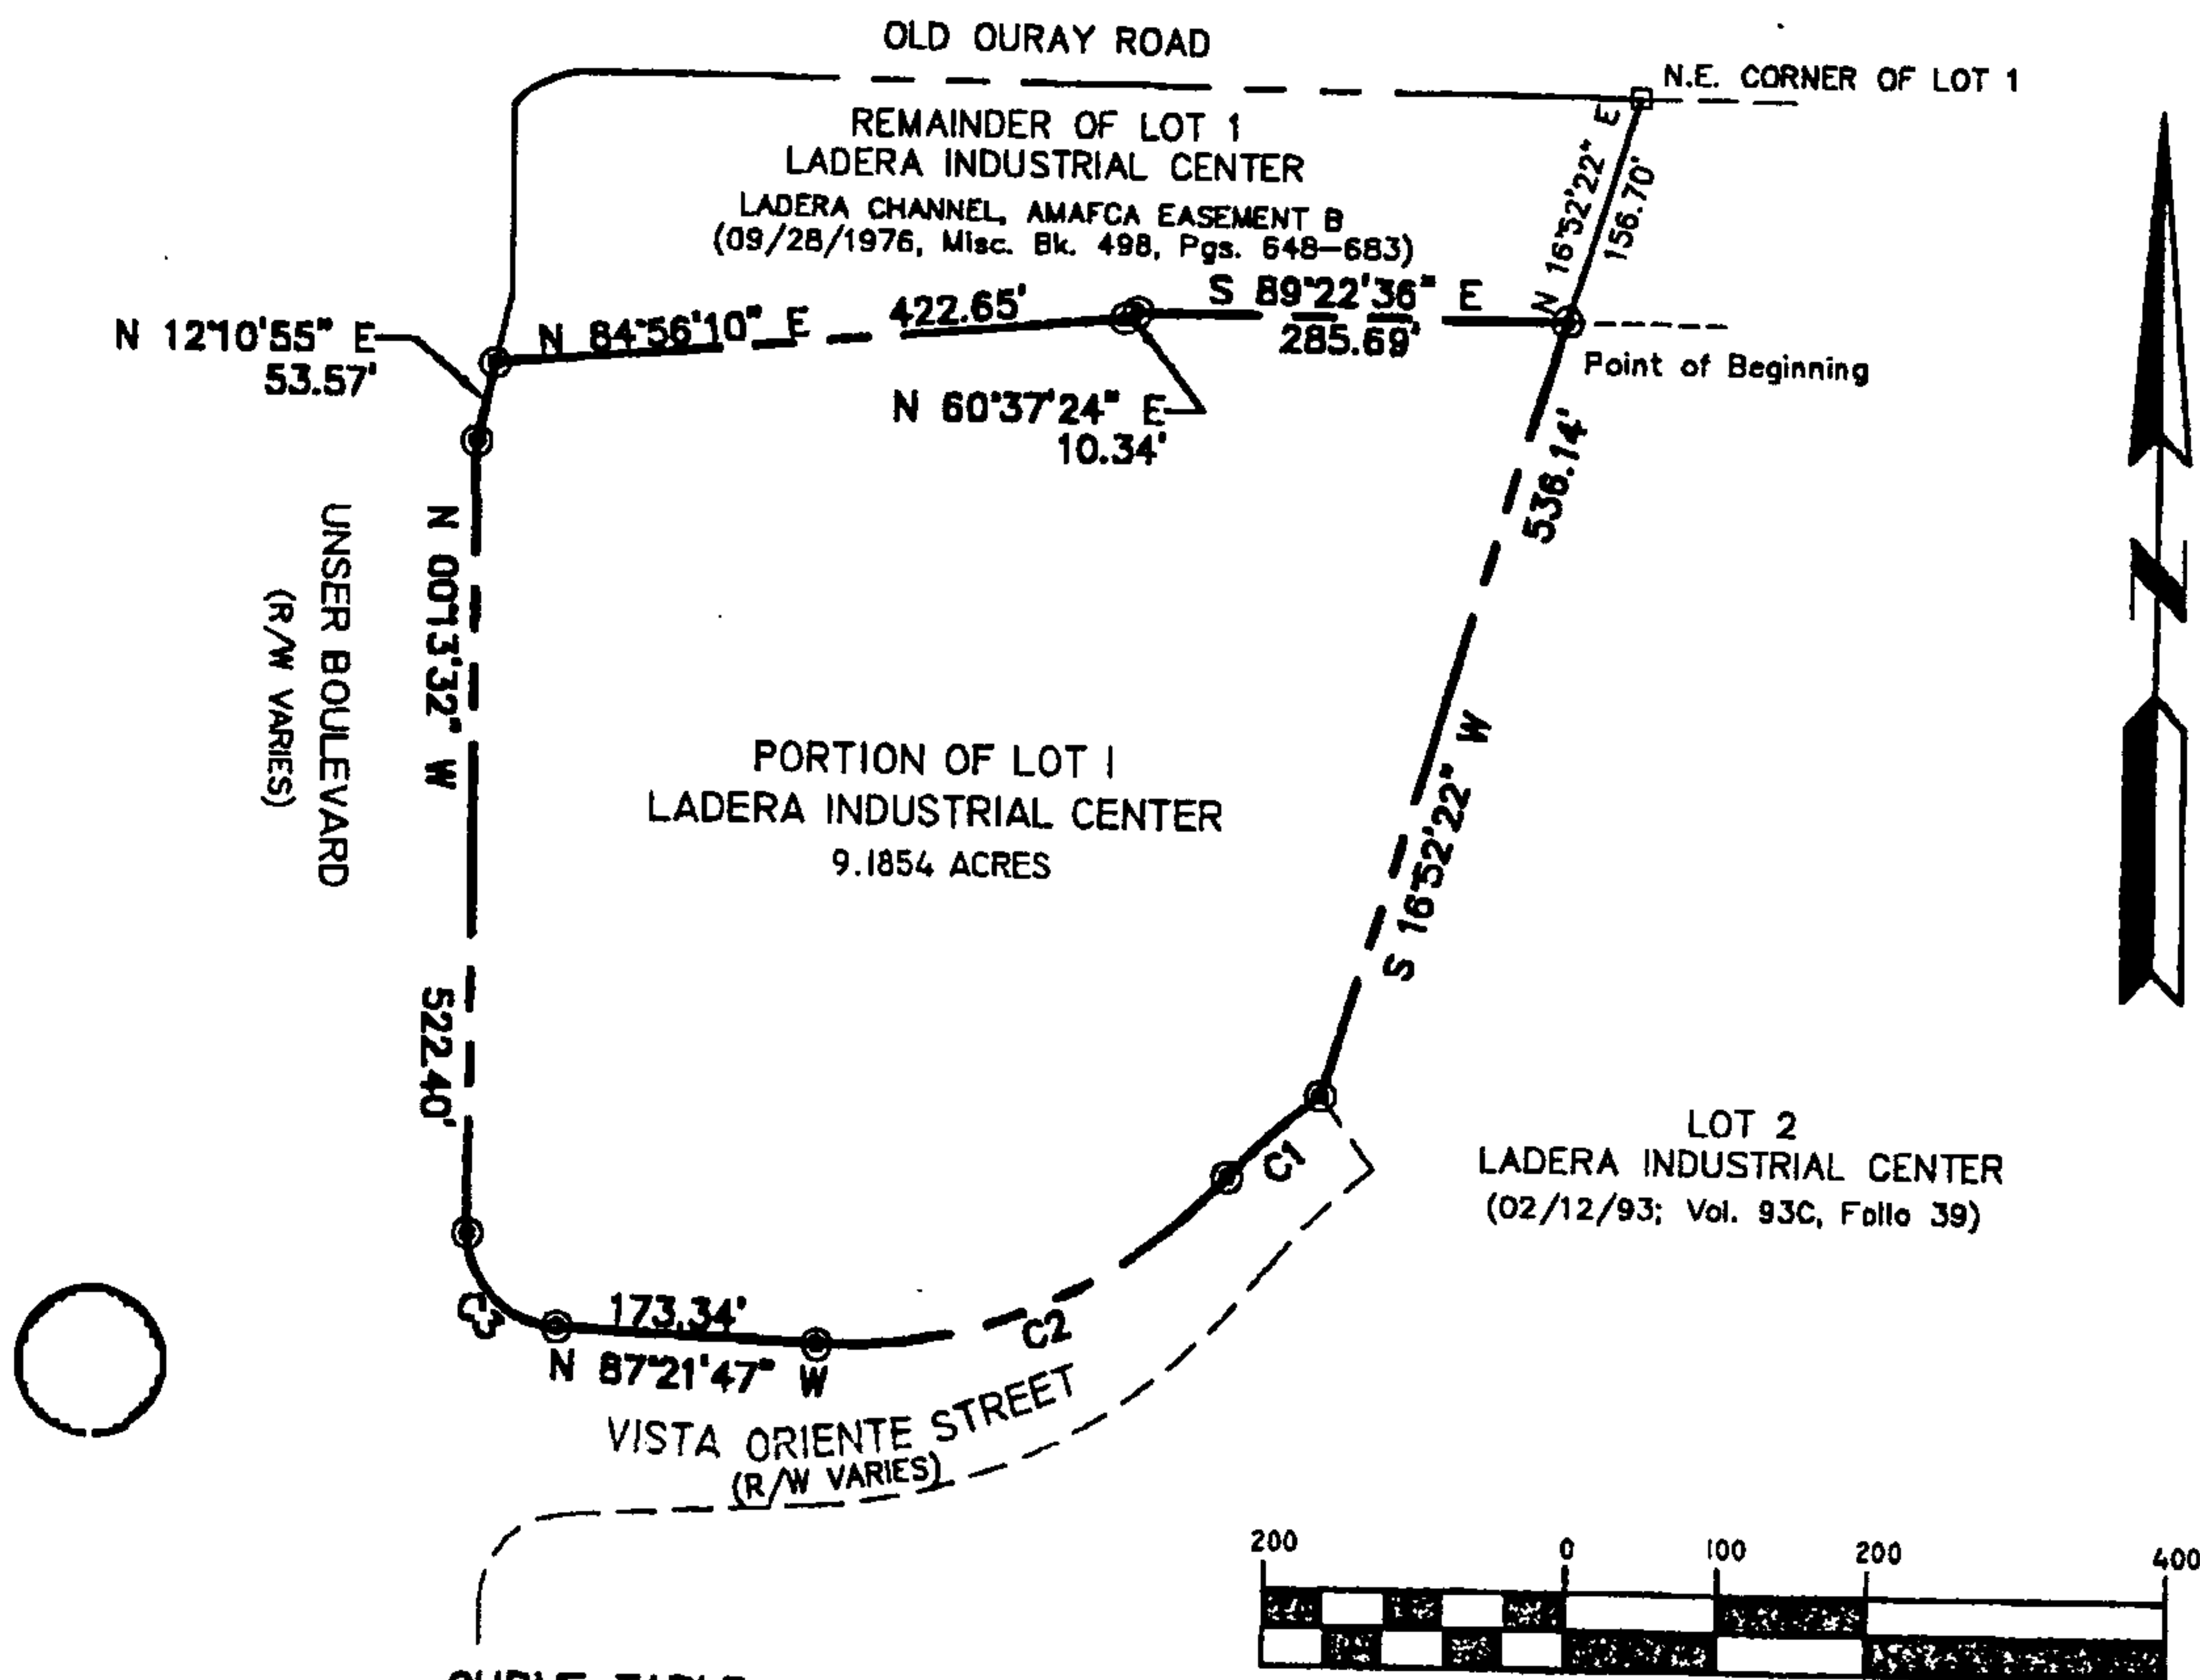 OLD OURAY ROAD
N.E. CORNER OF LOT 1
REMAINDER OF LOT 1
LADERA INDUSTRIAL CENTER
LADERA CHANNEL, AMAFCA EASEMENT B
(09/28/1976, Misc. Bk. 498, Pgs. 648-683)
N 16°52'22" E
156.70'
N 12°10'55" E
53.57'
N 84°56'10" E
422.65'
S 89°22'36" E
285.69'
Point of Beginning
N 60°37'24" E
10.34'
536.14'
S 16°52'22" W
UNSER BOULEVARD
(R/W VARIES)
N 00°13'32" W
522.40'
PORTION OF LOT 1
LADERA INDUSTRIAL CENTER
9.1854 ACRES
N
C1
LOT 2
LADERA INDUSTRIAL CENTER
(02/12/93; Vol. 93C, Folio 39)
C2
173.34'
N 87°21'47" W
VISTA ORIENTE STREET
(R/W VARIES)
200 0 100 200 400
CURVE TABLE